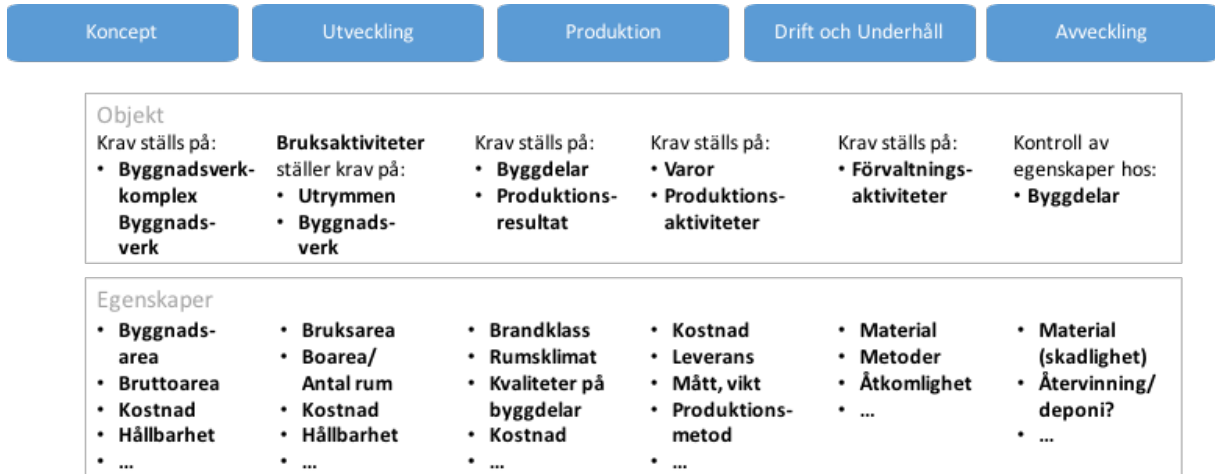 Koncept
Utveckling
Produktion
Drift och Underhåll
Avveckling
Objekt
Krav ställs på:
• Byggnadsverk-
komplex
Byggnads-
verk
Bruksaktiviteter
ställer krav på:
• Utrymmen
• Byggnads-
verk
Krav ställs på:
• Byggdelar
• Produktions-
resultat
Krav ställs på:
• Varor
• Produktions-
aktiviteter
Krav ställs på:
• Förvaltnings-
aktiviteter
Kontroll av
egenskaper hos:
• Byggdelar
Egenskaper
• Byggnads-
area
• Bruttoarea
• Kostnad
• Hållbarhet
• ...
• Bruksarea
• Boarea/
Antal rum
• Kostnad
• Hållbarhet
• ...
• Brandklass
• Rumsklimat
• Kvaliteter på
byggdelar
• Kostnad
• ...
• Kostnad
• Leverans
• Mått, vikt
• Produktions-
metod
• ...
• Material
• Metoder
• Åtkomlighet
• ...
• Material
(skadlighet)
• Återvinning/
deponi?
• ...